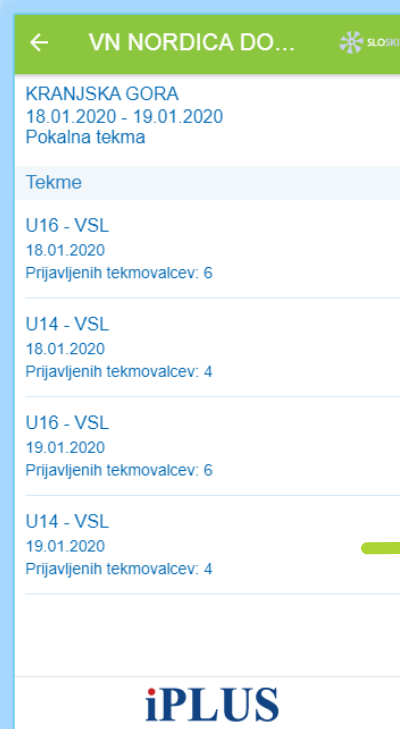 VN NORDICA DO...
SLOSKI
KRANJSKA GORA
18.01.2020 - 19.01.2020
Pokalna tekma
Tekme
U16 - VSL
18.01.2020
Prijavljenih tekmovalcev: 6
U14 - VSL
18.01.2020
Prijavljenih tekmovalcev: 4
U16 - VSL
19.01.2020
Prijavljenih tekmovalcev: 6
U14 - VSL
19.01.2020
Prijavljenih tekmovalcev: 4
iPLUS